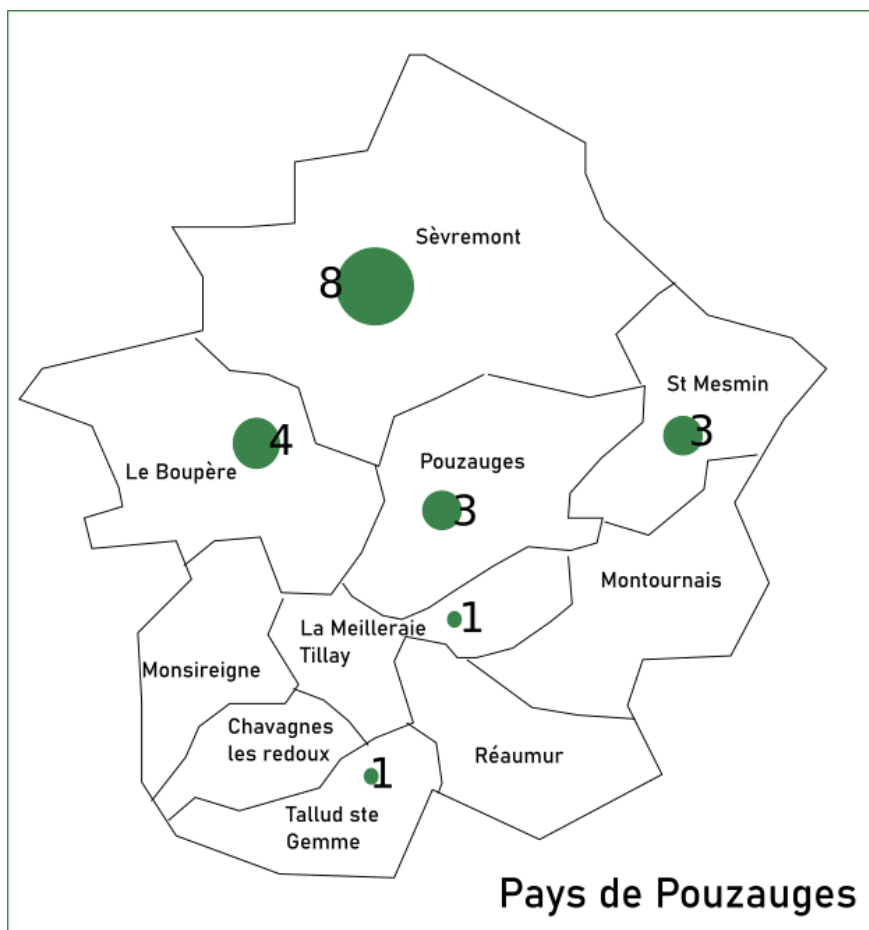 Sèvremont
8
St Mesmin
3
4
Le Boupère
Pouzauges
3
Montournais
1
La Meilleraie
Tillay
Monsireigne
Chavagnes
les redoux
Réaumur
1
Tallud ste
Gemme
Pays de Pouzauges